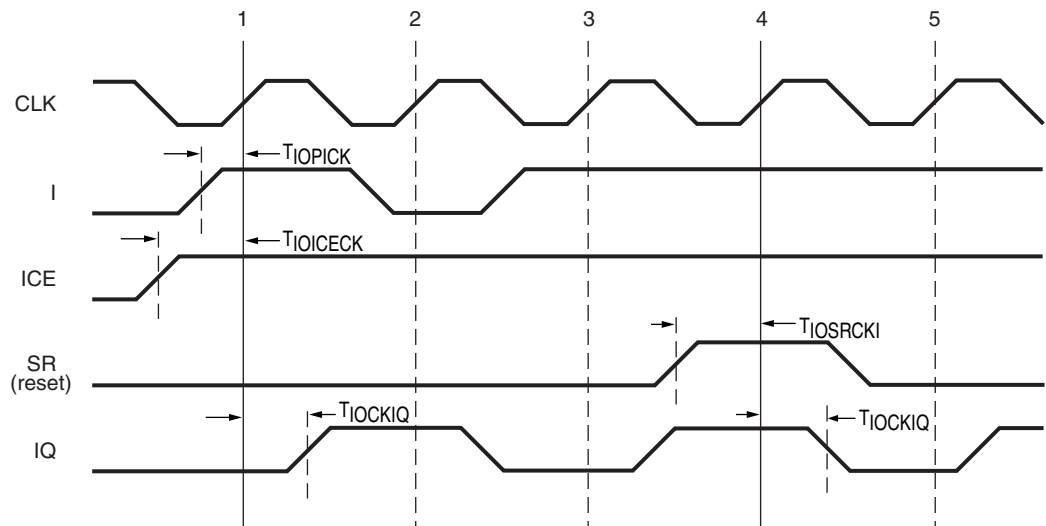 1 2 3 4 5
CLK
TIOPICK
I
TIOICECK
ICE
TIOSRCKI
SR
(reset)
TIOCKIQ TIOCKIQ
IQ